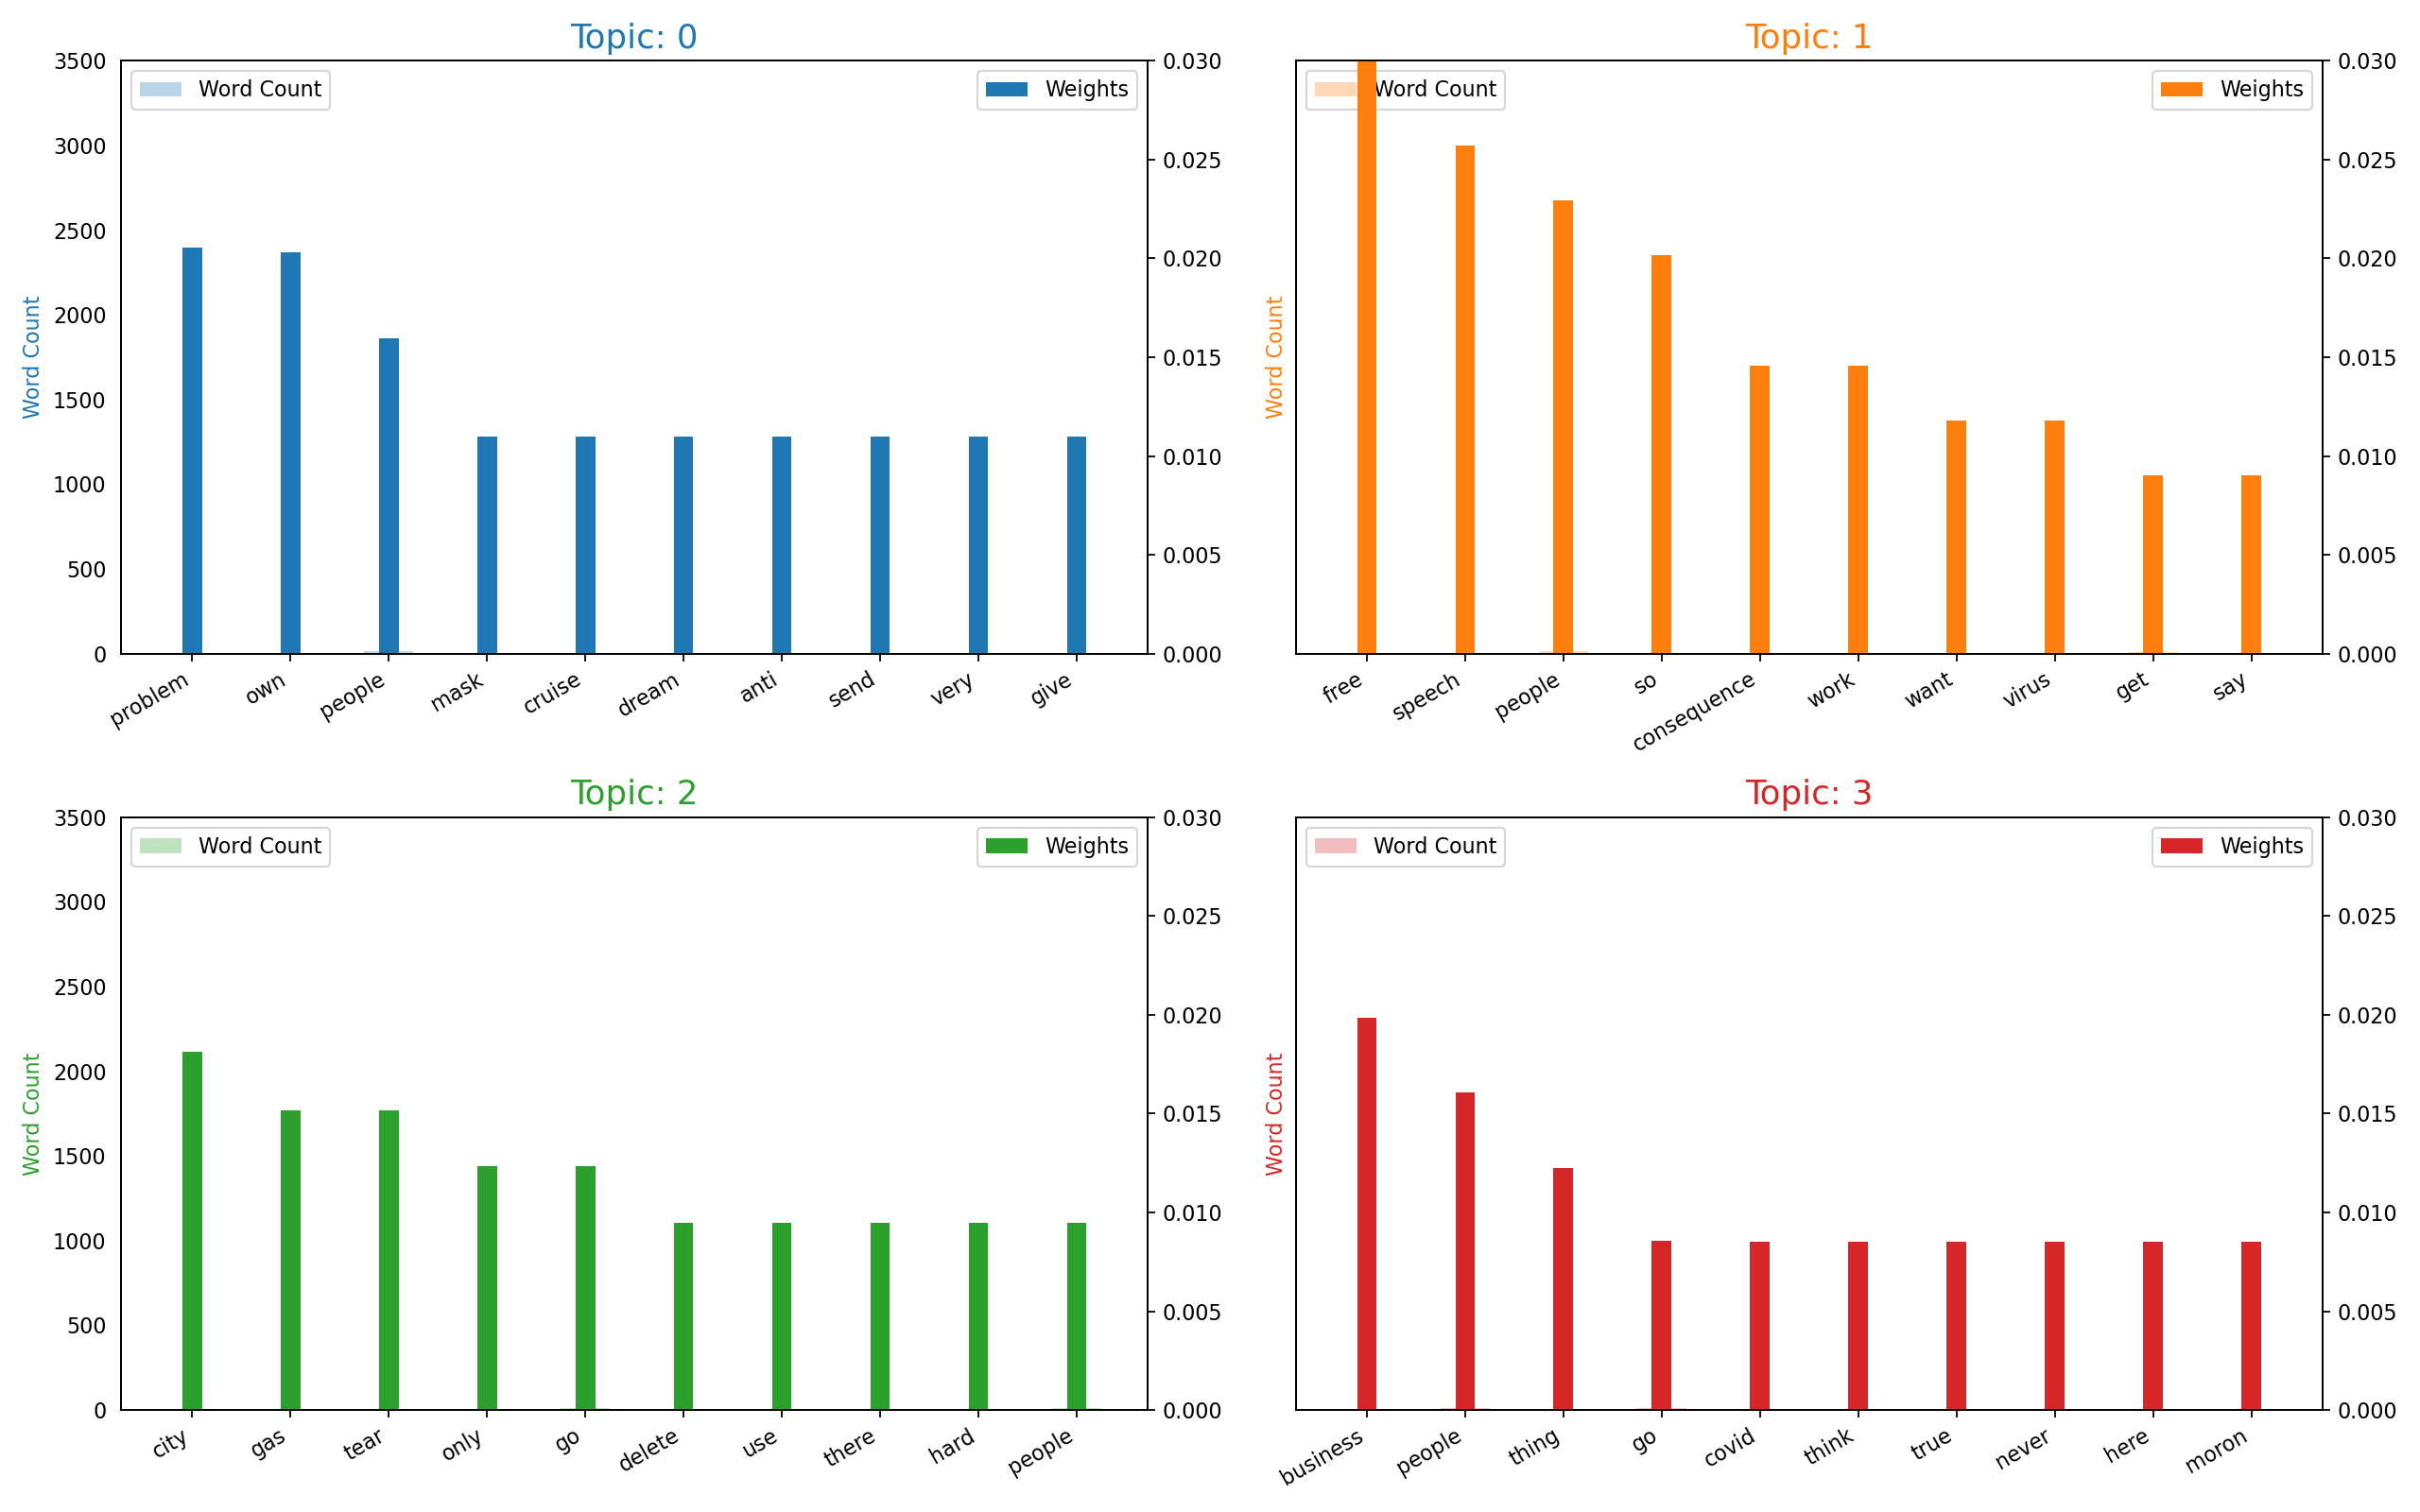 Topic: 0
Word Count
Weights
3500
3000
2500
2000
1500
1000
500
0
Word Count
0.030
0.025
0.020
0.015
0.010
0.005
0.000
problem own people mask cruise dream anti send very give
Topic: 1
Word Count
Weights
Word Count
0.030
0.025
0.020
0.015
0.010
0.005
0.000
free speech people so consequence work want virus get say
Topic: 2
Word Count
Weights
3500
3000
2500
2000
1500
1000
500
0
Word Count
0.030
0.025
0.020
0.015
0.010
0.005
0.000
city gas tear only go delete use there hard people
Topic: 3
Word Count
Weights
Word Count
0.030
0.025
0.020
0.015
0.010
0.005
0.000
business people thing go covid think true never here moron